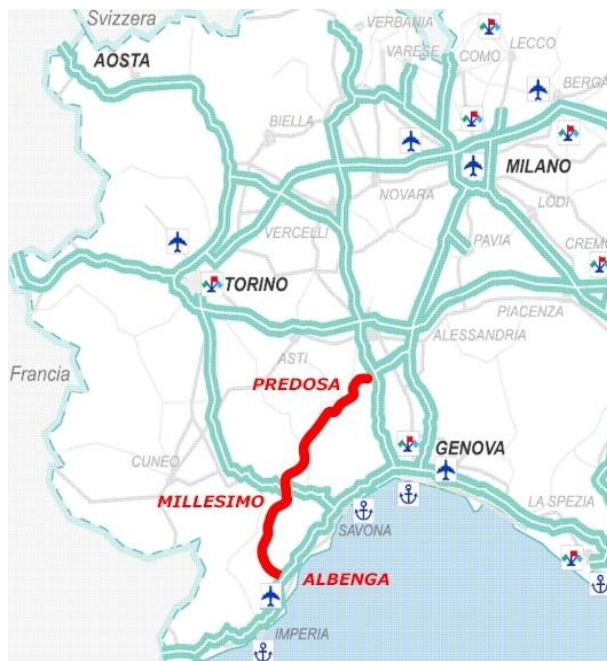 Svizzera
VERBANIA
LECCO
AOSTA
VARESE
COMO
BERGA
BIELLA
MILANO
NOVARA
LODI
VERCELLI
PAVIA
CREMO
TORINO
PIACENZA
ALESSANDRIA
ASTI
Francia
PREDOSA
GENOVA
CUNEO
MILLESIMO
LA SPEZIA
SAVONA
ALBENGA
IMPERIA